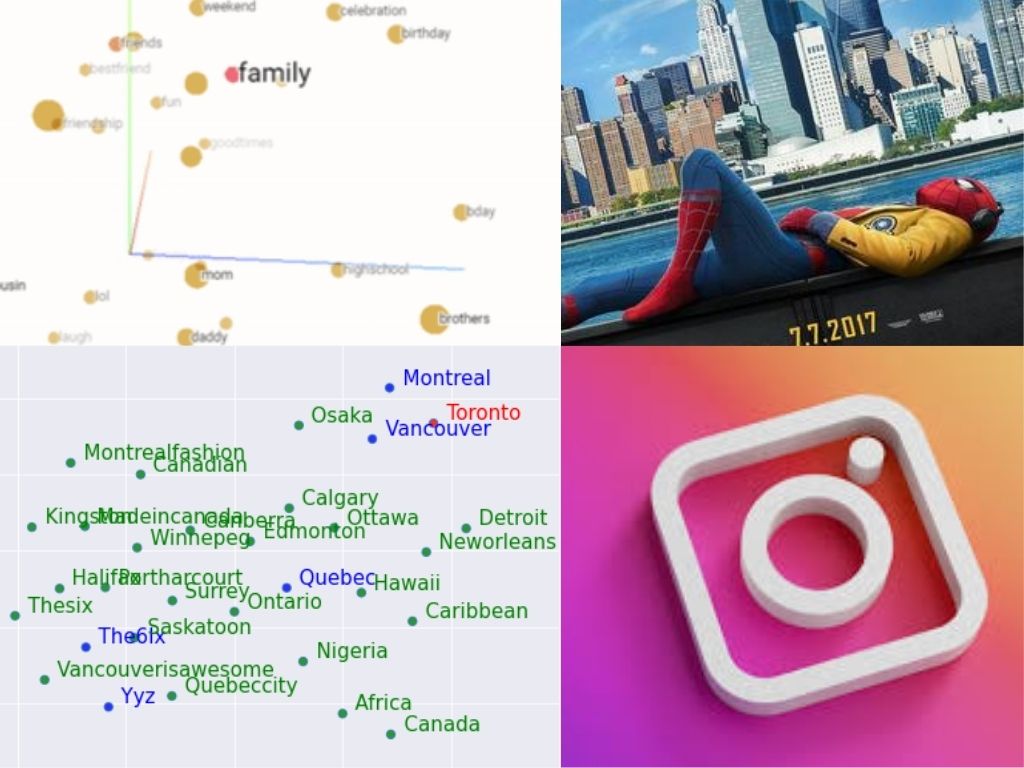 weekend
celebration
birthday
friends
bestfriend
family
fun
friendship
goodtimes
bday
mom
highschool
usin
lol
brothers
laugh
daddy
7.7.2017
Montreal
Toronto
Osaka
Vancouver
Montrealfashion
Canadian
Calgary
Kingston
Madeincanada
Canberra
Ottawa
Detroit
Winnepeg
Edmonton
Neworleans
Halifax
Portharcourt
Quebec
Hawaii
Surrey
Thesix
Ontario
Caribbean
Saskatoon
The6ix
Nigeria
Vancouverisawesome
Quebeccity
Yyz
Africa
Canada